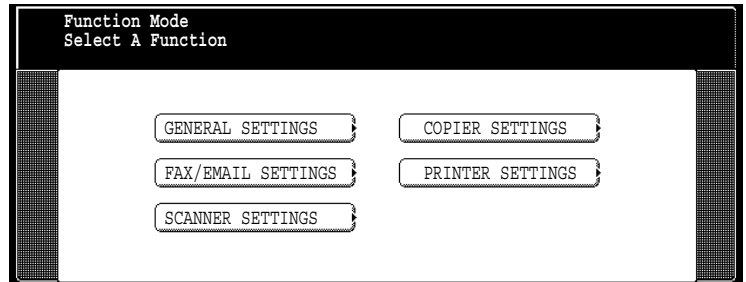 Function Mode
Select A Function
GENERAL SETTINGS
COPIER SETTINGS
FAX/EMAIL SETTINGS
PRINTER SETTINGS
SCANNER SETTINGS